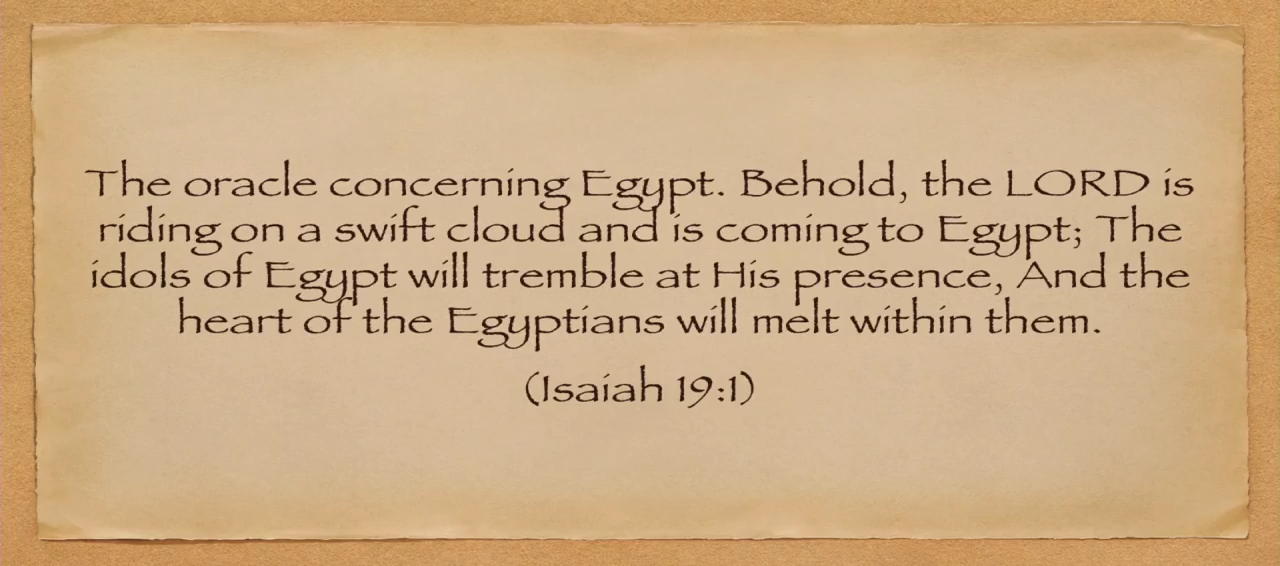 The oracle concerning Egypt. Behold, the LORD is
riding on a swift cloud and is coming to Egypt; The
idols of Egypt will tremble at His presence, And the
heart of the Egyptians will melt within them.
(Isaiah 19:1)